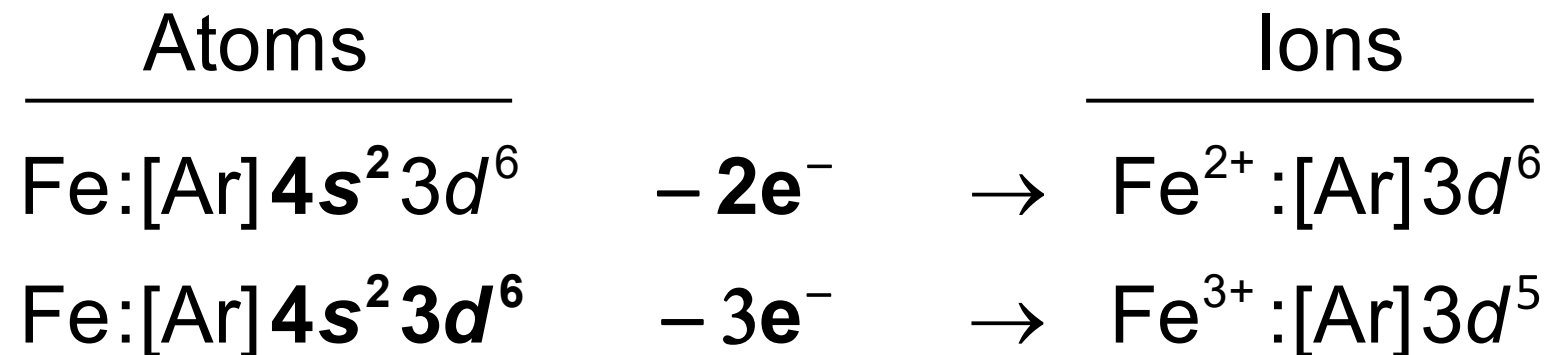 Atoms Ions
Fe:[Ar]4s²3d⁶ −2e⁻ → Fe²⁺:[Ar]3d⁶
Fe:[Ar]4s²3d⁶ −3e⁻ → Fe³⁺:[Ar]3d⁵